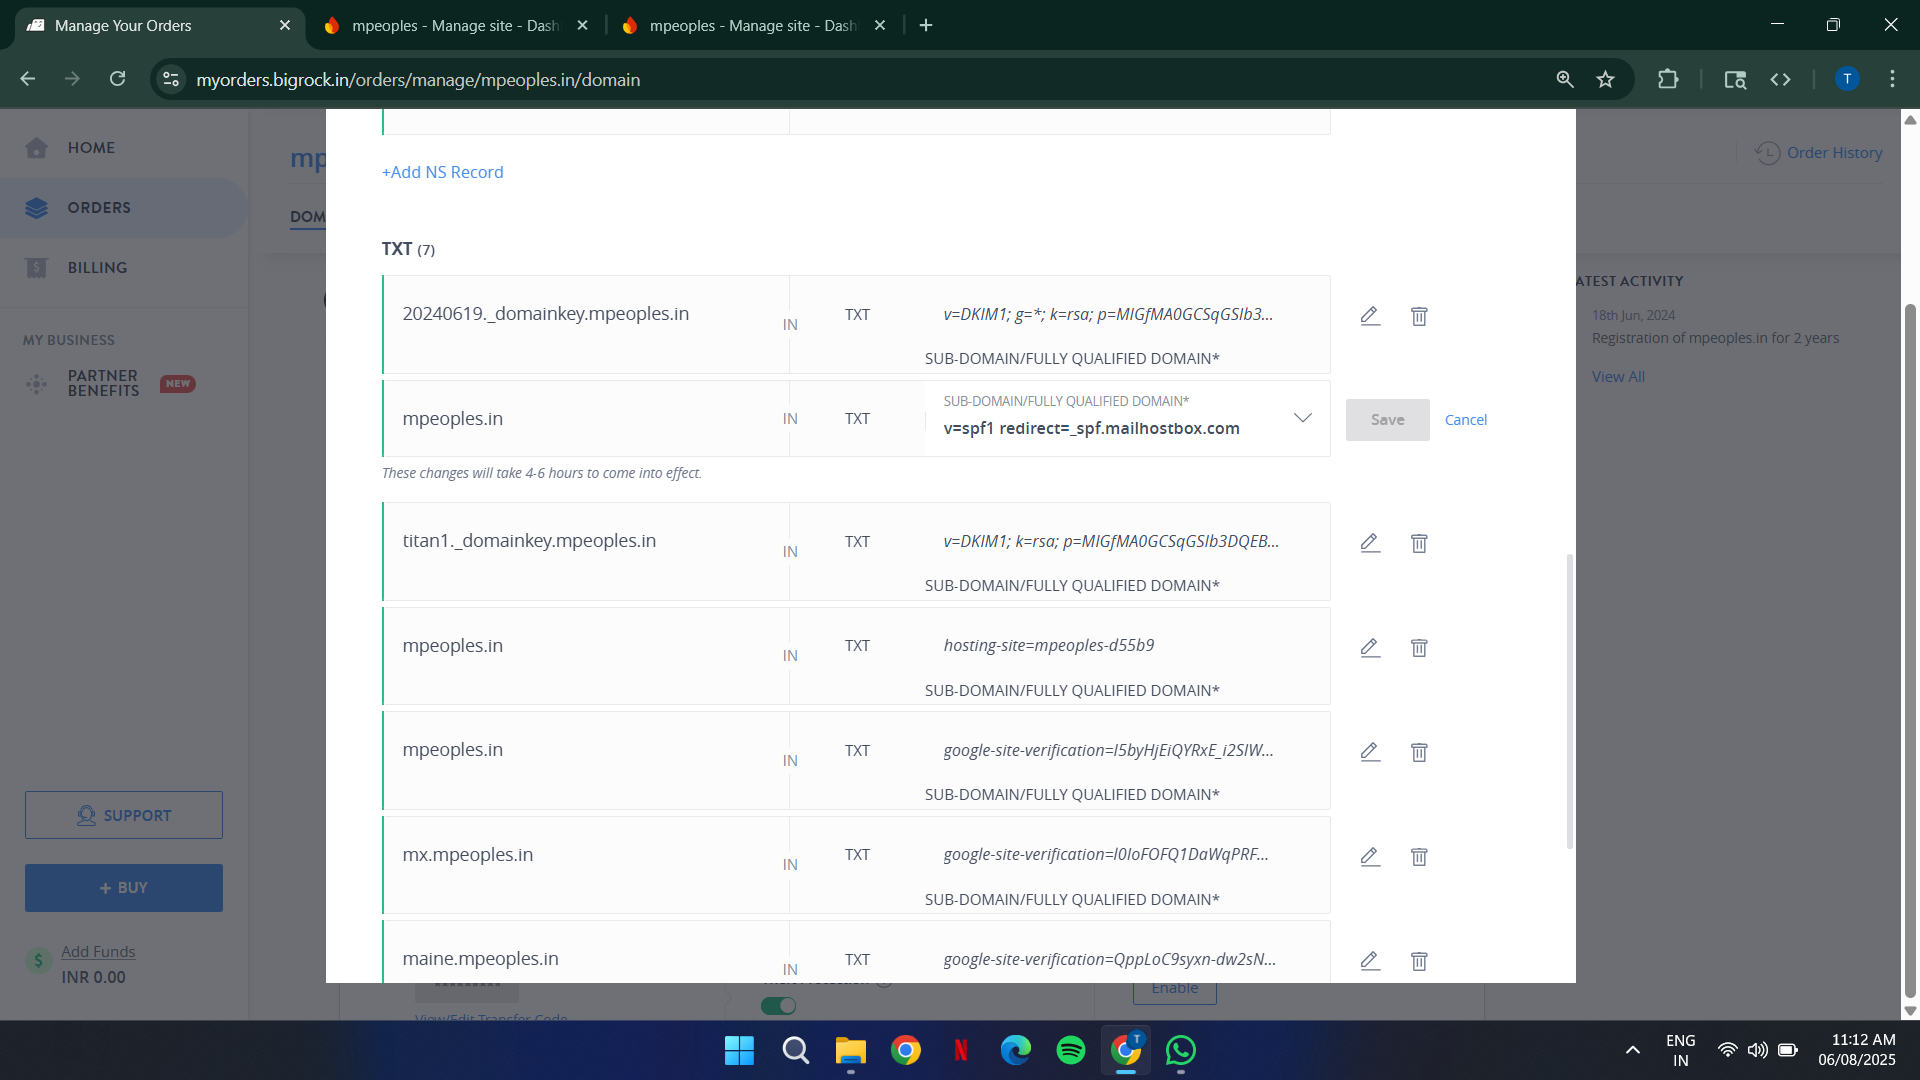 Manage Your Orders
mpeoples - Manage site - Dash
mpeoples - Manage site - Dash
myorders.bigrock.in/orders/manage/mpeoples.in/domain
T
HOME
ORDERS
BILLING
MY BUSINESS
PARTNER BENEFITS NEW
SUPPORT
+ BUY
$
Add Funds
INR 0.00
mp
DOM
Order History
+Add NS Record
TXT (7)
20240619._domainkey.mpeoples.in IN TXT v=DKIM1; g=*; k=rsa; p=MIGfMA0GCSqGSIb3...
SUB-DOMAIN/FULLY QUALIFIED DOMAIN*
mpeoples.in IN TXT SUB-DOMAIN/FULLY QUALIFIED DOMAIN*
v=spf1 redirect=_spf.mailhostbox.com
Save Cancel
These changes will take 4-6 hours to come into effect.
titan1._domainkey.mpeoples.in IN TXT v=DKIM1; k=rsa; p=MIGfMA0GCSqGSIb3DQEB...
SUB-DOMAIN/FULLY QUALIFIED DOMAIN*
mpeoples.in IN TXT hosting-site=mpeoples-d55b9
SUB-DOMAIN/FULLY QUALIFIED DOMAIN*
mpeoples.in IN TXT google-site-verification=I5byHjEiQYRxE_i2SIW...
SUB-DOMAIN/FULLY QUALIFIED DOMAIN*
mx.mpeoples.in IN TXT google-site-verification=I0IoFOFQ1DaWqPRF...
SUB-DOMAIN/FULLY QUALIFIED DOMAIN*
maine.mpeoples.in IN TXT google-site-verification=QppLoC9syxn-dw2sN...
ATEST ACTIVITY
18th Jun, 2024
Registration of mpeoples.in for 2 years
View All
Enable
View/Edit Transfer Code
T
ENG
IN
11:12 AM
06/08/2025